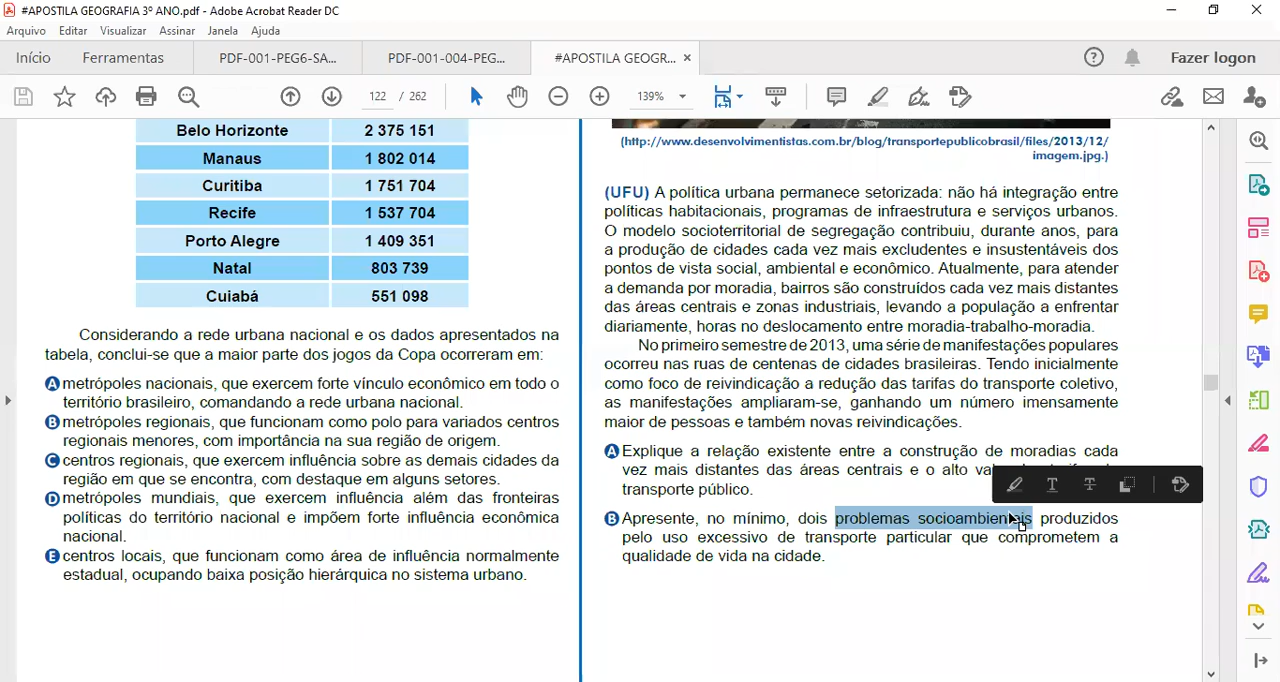 #APOSTILA GEOGRAFIA 3º ANO.pdf - Adobe Acrobat Reader DC
Arquivo Editar Visualizar Assinar Janela Ajuda
Início Ferramentas PDF-001-PEG6-SA... PDF-001-004-PEG... #APOSTILA GEOGR... × Fazer logon
122 / 262 139%
Belo Horizonte 2 375 151
Manaus 1 802 014
Curitiba 1 751 704
Recife 1 537 704
Porto Alegre 1 409 351
Natal 803 739
Cuiabá 551 098
Considerando a rede urbana nacional e os dados apresentados na
tabela, conclui-se que a maior parte dos jogos da Copa ocorreram em:
A metrópoles nacionais, que exercem forte vínculo econômico em todo o
território brasileiro, comandando a rede urbana nacional.
B metrópoles regionais, que funcionam como polo para variados centros
regionais menores, com importância na sua região de origem.
C centros regionais, que exercem influência sobre as demais cidades da
região em que se encontra, com destaque em alguns setores.
D metrópoles mundiais, que exercem influência além das fronteiras
políticas do território nacional e impõem forte influência econômica
nacional.
E centros locais, que funcionam como área de influência normalmente
estadual, ocupando baixa posição hierárquica no sistema urbano.
(http://www.desenvolvimentistas.com.br/blog/transportepublicobrasil/files/2013/12/
imagem.jpg.)
(UFU) A política urbana permanece setorizada: não há integração entre
políticas habitacionais, programas de infraestrutura e serviços urbanos.
O modelo socioterritorial de segregação contribuiu, durante anos, para
a produção de cidades cada vez mais excludentes e insustentáveis dos
pontos de vista social, ambiental e econômico. Atualmente, para atender
a demanda por moradia, bairros são construídos cada vez mais distantes
das áreas centrais e zonas industriais, levando a população a enfrentar
diariamente, horas no deslocamento entre moradia-trabalho-moradia.
No primeiro semestre de 2013, uma série de manifestações populares
ocorreu nas ruas de centenas de cidades brasileiras. Tendo inicialmente
como foco de reivindicação a redução das tarifas do transporte coletivo,
as manifestações ampliaram-se, ganhando um número imensamente
maior de pessoas e também novas reivindicações.
A Explique a relação existente entre a construção de moradias cada
vez mais distantes das áreas centrais e o alto
transporte público.
B Apresente, no mínimo, dois problemas socioambientais produzidos
pelo uso excessivo de transporte particular que comprometem a
qualidade de vida na cidade.